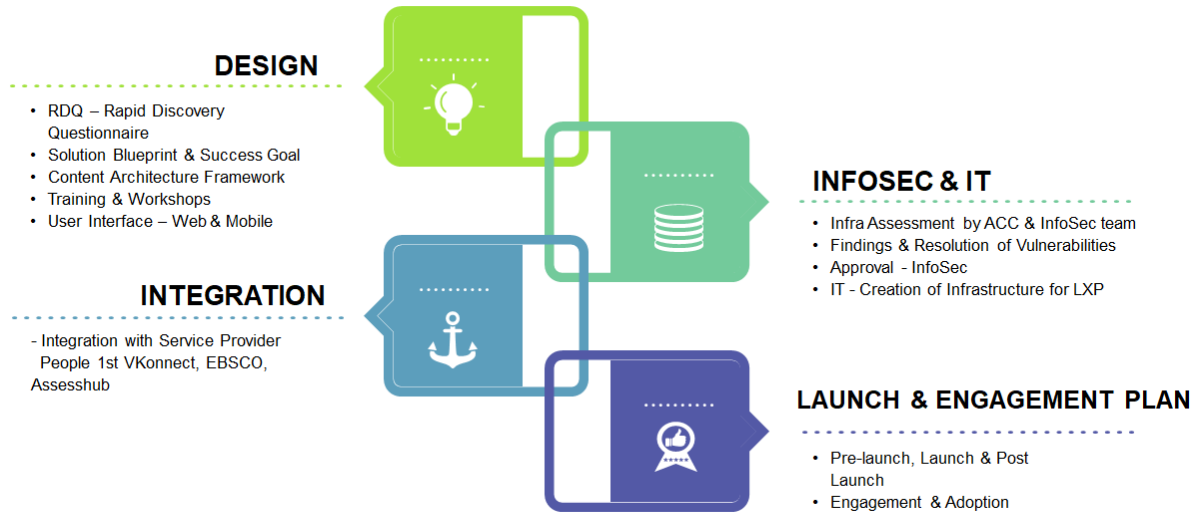 DESIGN
• RDQ – Rapid Discovery
Questionnaire
• Solution Blueprint & Success Goal
• Content Architecture Framework
• Training & Workshops
• User Interface – Web & Mobile
INFOSEC & IT
• Infra Assessment by ACC & InfoSec team
• Findings & Resolution of Vulnerabilities
• Approval - InfoSec
• IT - Creation of Infrastructure for LXP
INTEGRATION
- Integration with Service Provider
People 1st VKonnect, EBSCO,
Assesshub
LAUNCH & ENGAGEMENT PLAN
• Pre-launch, Launch & Post
Launch
• Engagement & Adoption